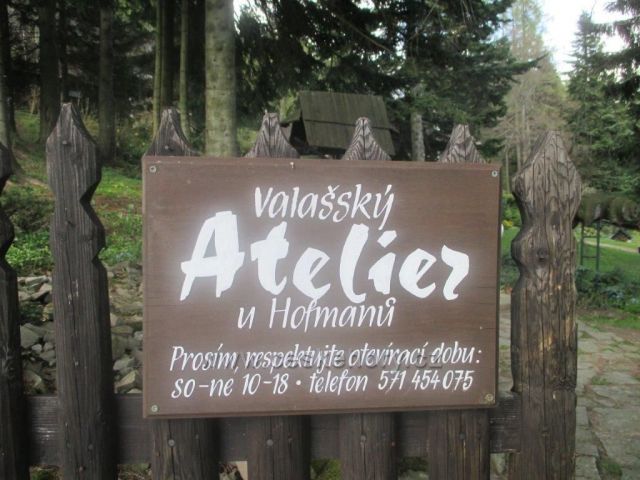 Valašský
Atelier
u Hofmanů
Prosím, respektujte otevírací dobu:
so-ne 10-18 • telefon 571 454 075